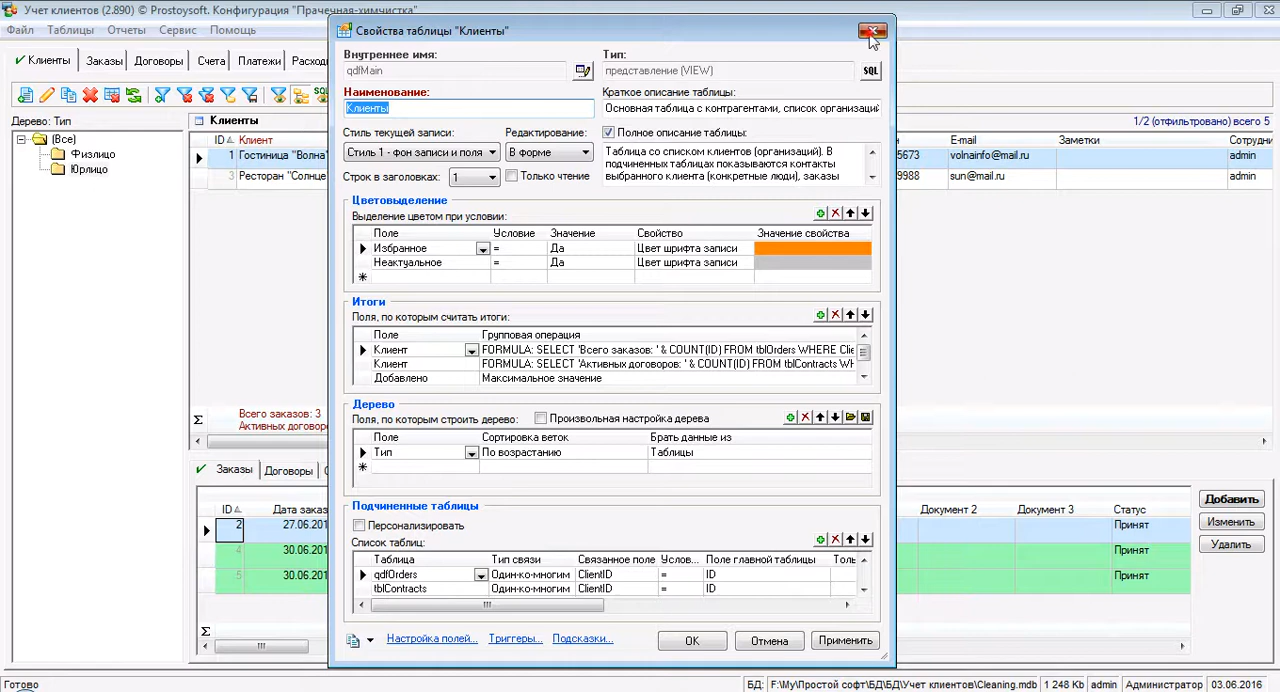 Учет клиентов (2.890) © Prostoysoft. Конфигурация "Прачечная-химчистка"
Файл Таблицы Отчеты Сервис Помощь
Клиенты Заказы Договоры Счета Платежи Расход
SQL
Дерево: Тип
(Все)
Физлицо
Юрлицо
Клиенты
1/2 (отфильтровано) всего 5
ID Клиент
E-mail Заметки Сотрудни
1 Гостиница "Волна"
5673 volnainfo@mail.ru admin
3 Ресторан "Солнце
9988 sun@mail.ru admin
Σ Всего заказов: 3
Активных договоро
Заказы Договоры
ID Дата заказа
Документ 2 Документ 3 Статус
2 27.06.201 Принят
4 30.06.201 Принят
5 30.06.201 Принят
Σ
Добавить
Изменить
Удалить
Свойства таблицы "Клиенты"
Внутреннее имя: Тип:
qdfMain представление (VIEW) SQL
Наименование: Краткое описание таблицы:
Клиенты Основная таблица с контрагентами, список организаци
Стиль текущей записи: Редактирование: Полное описание таблицы:
Стиль 1 - фон записи и поля В форме
Таблица со списком клиентов (организаций). В
подчиненных таблицах показываются контакты
выбранного клиента (конкретные люди), заказы
Строк в заголовках: 1 Только чтение
Цветовыделение
Выделение цветом при условии:
Поле Условие Значение Свойство Значение свойства
Избранное = Да Цвет шрифта записи
Неактуальное = Да Цвет шрифта записи
Итоги
Поля, по которым считать итоги:
Поле Групповая операция
Клиент FORMULA: SELECT 'Всего заказов: ' & COUNT(ID) FROM tblOrders WHERE Clie
Клиент FORMULA: SELECT 'Активных договоров: ' & COUNT(ID) FROM tblContracts WH
Добавлено Максимальное значение
Дерево
Поля, по которым строить дерево: Произвольная настройка дерева
Поле Сортировка веток Брать данные из
Тип По возрастанию Таблицы
Подчиненные таблицы
Персонализировать
Список таблиц:
Таблица Тип связи Связанное поле Услов... Поле главной таблицы Толь
qdfOrders Один-ко-многим ClientID = ID
tblContracts Один-ко-многим ClientID = ID
Настройка полей... Триггеры... Подсказки... OK Отмена Применить
Готово БД: F:\My\Простой софт\БД\БД\Учет клиентов\Cleaning.mdb 1 248 Kb admin Администратор 03.06.2016